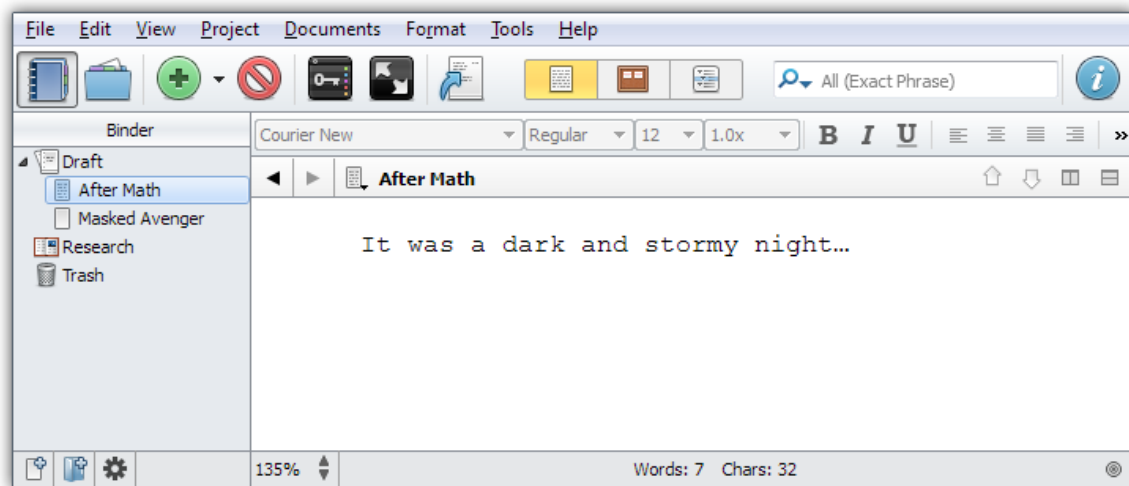 File Edit View Project Documents Format Tools Help
All (Exact Phrase)
Binder
Courier New Regular 12 1.0x B I U »
Draft
After Math
After Math
Masked Avenger
Research
Trash
It was a dark and stormy night…
135% Words: 7 Chars: 32